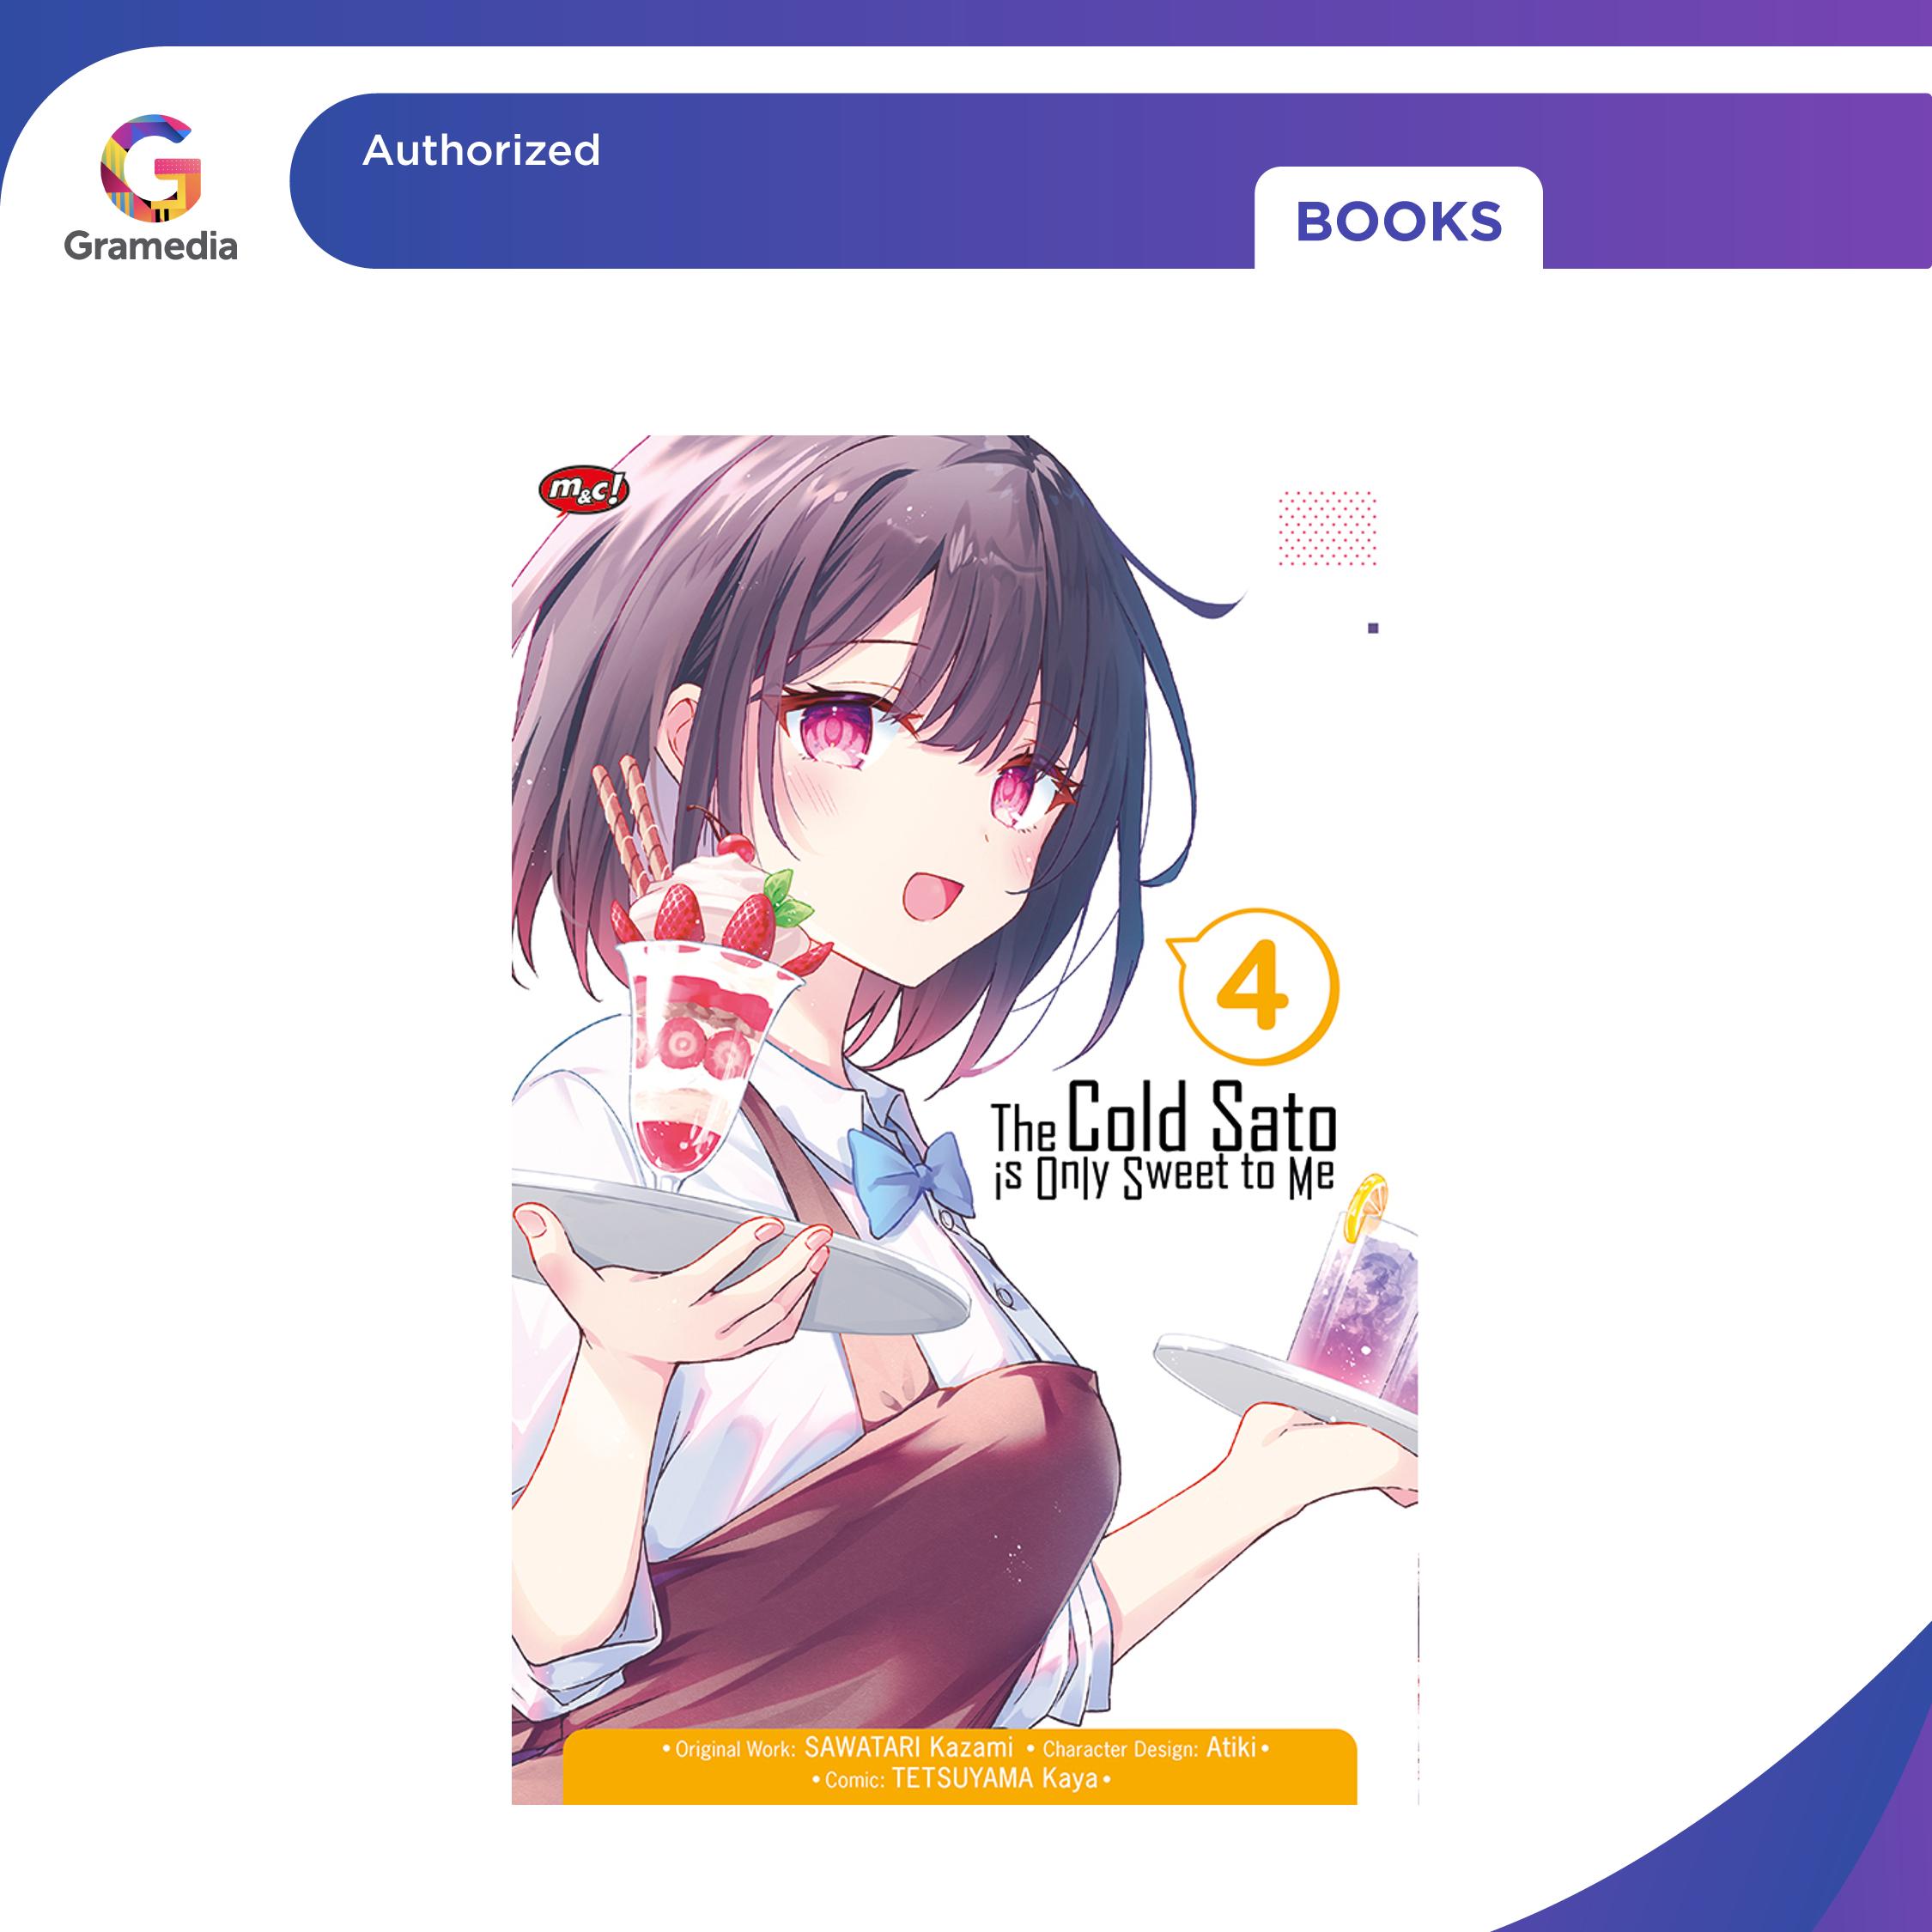 Authorized
BOOKS
Gramedia
m&c!
4
The Cold Sato
is Only Sweet to Me
• Original Work: SAWATARI Kazami • Character Design: Atiki •
• Comic: TETSUYAMA Kaya •